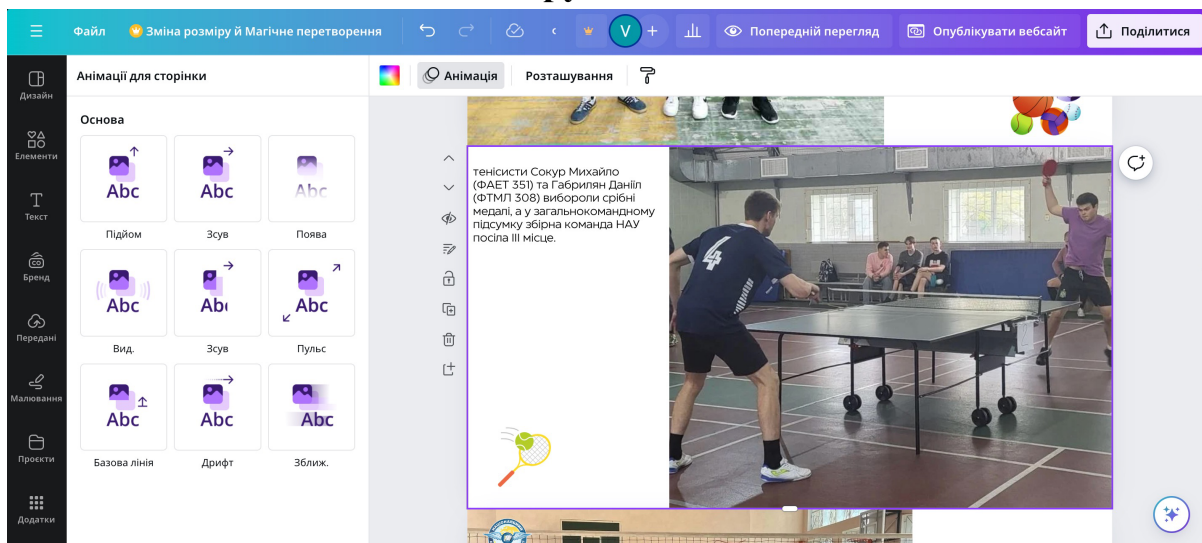 Файл
Зміна розміру й Магічне перетворення
V
Попередній перегляд
Опублікувати вебсайт
Поділитися
Дизайн
Елементи
Текст
Бренд
Передані
Малювання
Проєкти
Додатки
Анімації для сторінки
Анімація
Розташування
Основа
Abc
Abc
Abc
Підйом
Зсув
Поява
Abc
Abc
Abc
Вид.
Зсув
Пульс
Abc
Abc
Abc
Базова лінія
Дрифт
Зближ.
тенісисти Сокур Михайло
(ФАЕТ 351) та Габрилян Данііл
(ФТМЛ 308) вибороли срібні
медалі, а у загальнокомандному
підсумку збірна команда НАУ
посіла III місце.
4